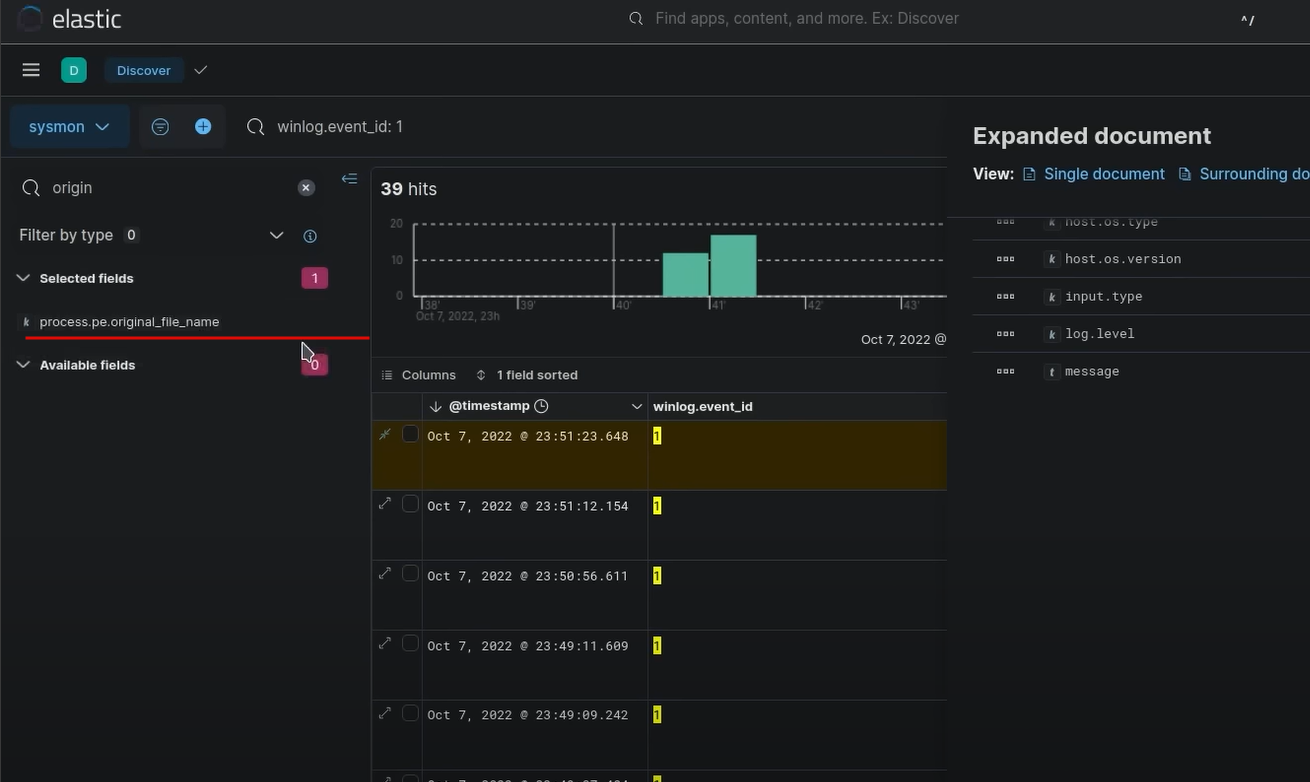 elastic
Find apps, content, and more. Ex: Discover
^/
D
Discover
sysmon
winlog.event_id: 1
Expanded document
View: Single document Surrounding do
origin
Filter by type 0
Selected fields 1
k process.pe.original_file_name
Available fields 0
39 hits
20
10
0
38'
39'
40'
41'
42'
43'
Oct 7, 2022, 23h
Oct 7, 2022 @
Columns 1 field sorted
@timestamp winlog.event_id
Oct 7, 2022 @ 23:51:23.648 1
Oct 7, 2022 @ 23:51:12.154 1
Oct 7, 2022 @ 23:50:56.611 1
Oct 7, 2022 @ 23:49:11.609 1
Oct 7, 2022 @ 23:49:09.242 1
host.os.type
k host.os.version
k input.type
k log.level
t message